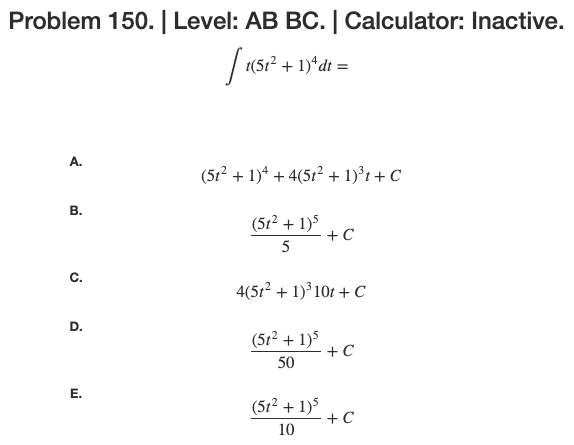 Problem 150. | Level: AB BC. | Calculator: Inactive.
∫ t(5t² + 1)⁴dt =
A.
(5t² + 1)⁴ + 4(5t² + 1)³t + C
B.
(5t² + 1)⁵
5
+ C
C.
4(5t² + 1)³10t + C
D.
(5t² + 1)⁵
50
+ C
E.
(5t² + 1)⁵
10
+ C